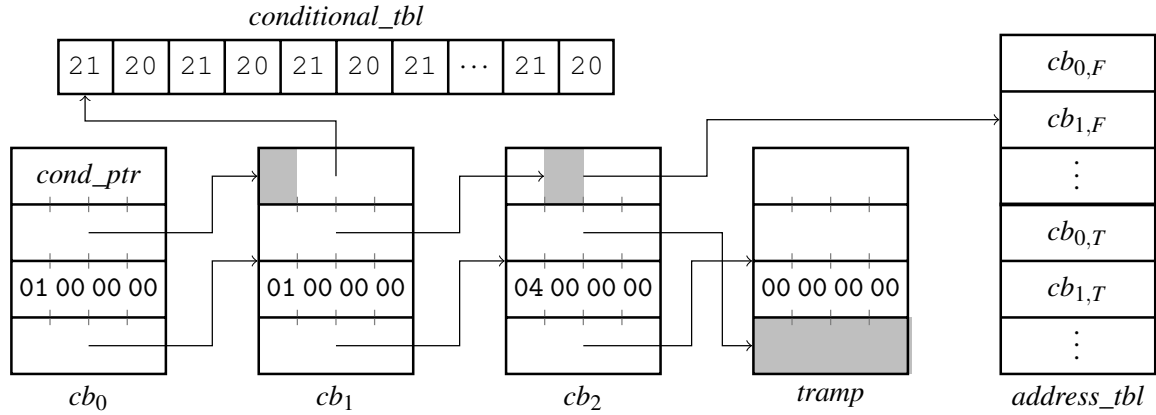 conditional_tbl
21 20 21 20 21 20 21 ··· 21 20
cb0,F
cb1,F
⋮
cb0,T
cb1,T
⋮
address_tbl
cond_ptr
01 00 00 00
cb0
01 00 00 00
cb1
04 00 00 00
cb2
00 00 00 00
tramp